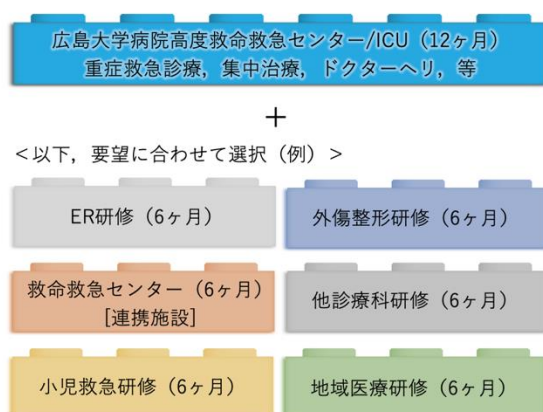 広島大学病院高度救命救急センター/ICU（12ヶ月）
重症救急診療，集中治療，ドクターヘリ，等
+
＜以下，要望に合わせて選択（例）＞
ER研修（6ヶ月）
外傷整形研修（6ヶ月）
救命救急センター（6ヶ月）
[連携施設]
他診療科研修（6ヶ月）
小児救急研修（6ヶ月）
地域医療研修（6ヶ月）